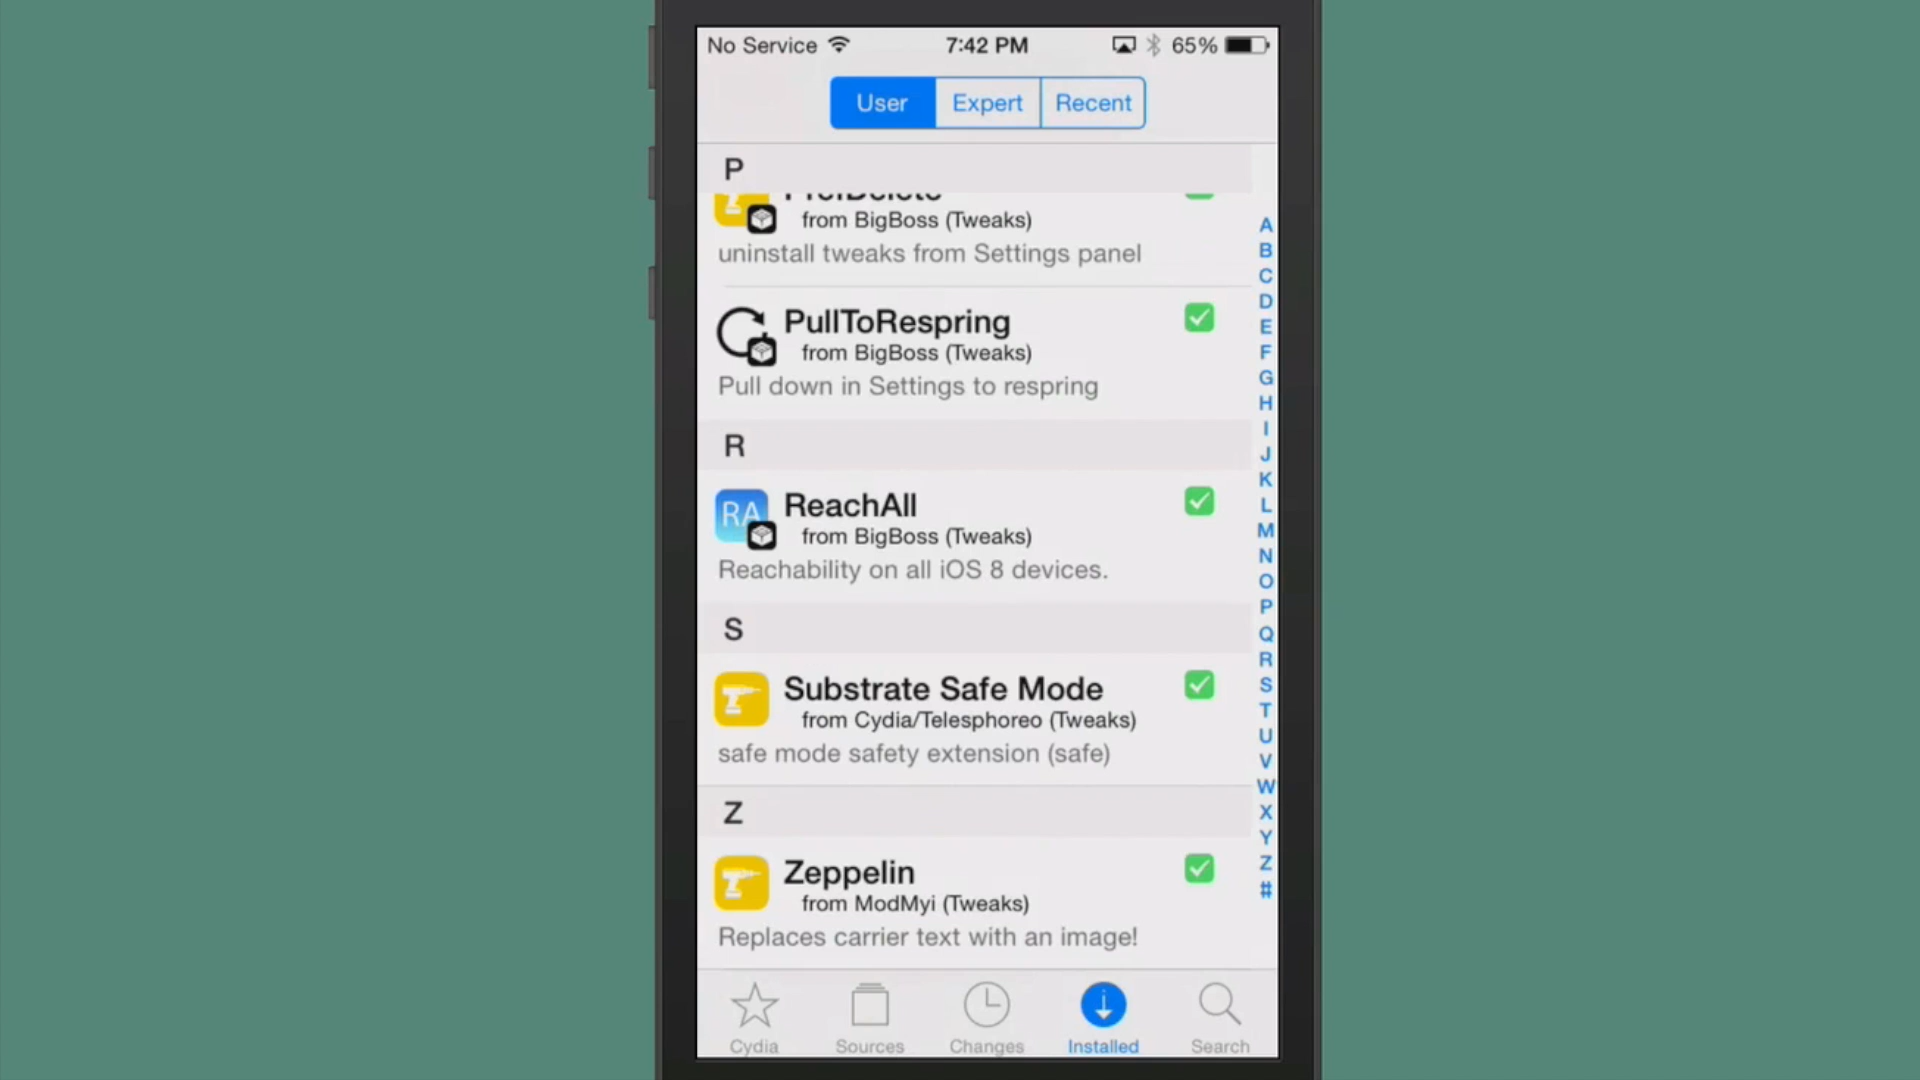 No Service 7:42 PM 65%
User Expert Recent
P
PrefDelete
from BigBoss (Tweaks)
uninstall tweaks from Settings panel
PullToRespring
from BigBoss (Tweaks)
Pull down in Settings to respring
R
RA ReachAll
from BigBoss (Tweaks)
Reachability on all iOS 8 devices.
S
Substrate Safe Mode
from Cydia/Telesphoreo (Tweaks)
safe mode safety extension (safe)
Z
Zeppelin
from ModMyi (Tweaks)
Replaces carrier text with an image!
A
B
C
D
E
F
G
H
I
J
K
L
M
N
O
P
Q
R
S
T
U
V
W
X
Y
Z
#
Cydia Sources Changes Installed Search